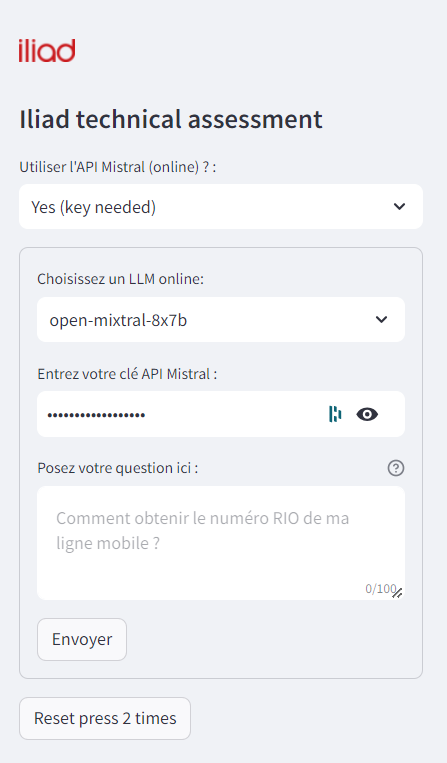 iliad
Iliad technical assessment
Utiliser l'API Mistral (online) ? :
Yes (key needed)
Choisissez un LLM online:
open-mixtral-8x7b
Entrez votre clé API Mistral :
••••••••••••••••••
Posez votre question ici :
Comment obtenir le numéro RIO de ma
ligne mobile ?
0/100
Envoyer
Reset press 2 times